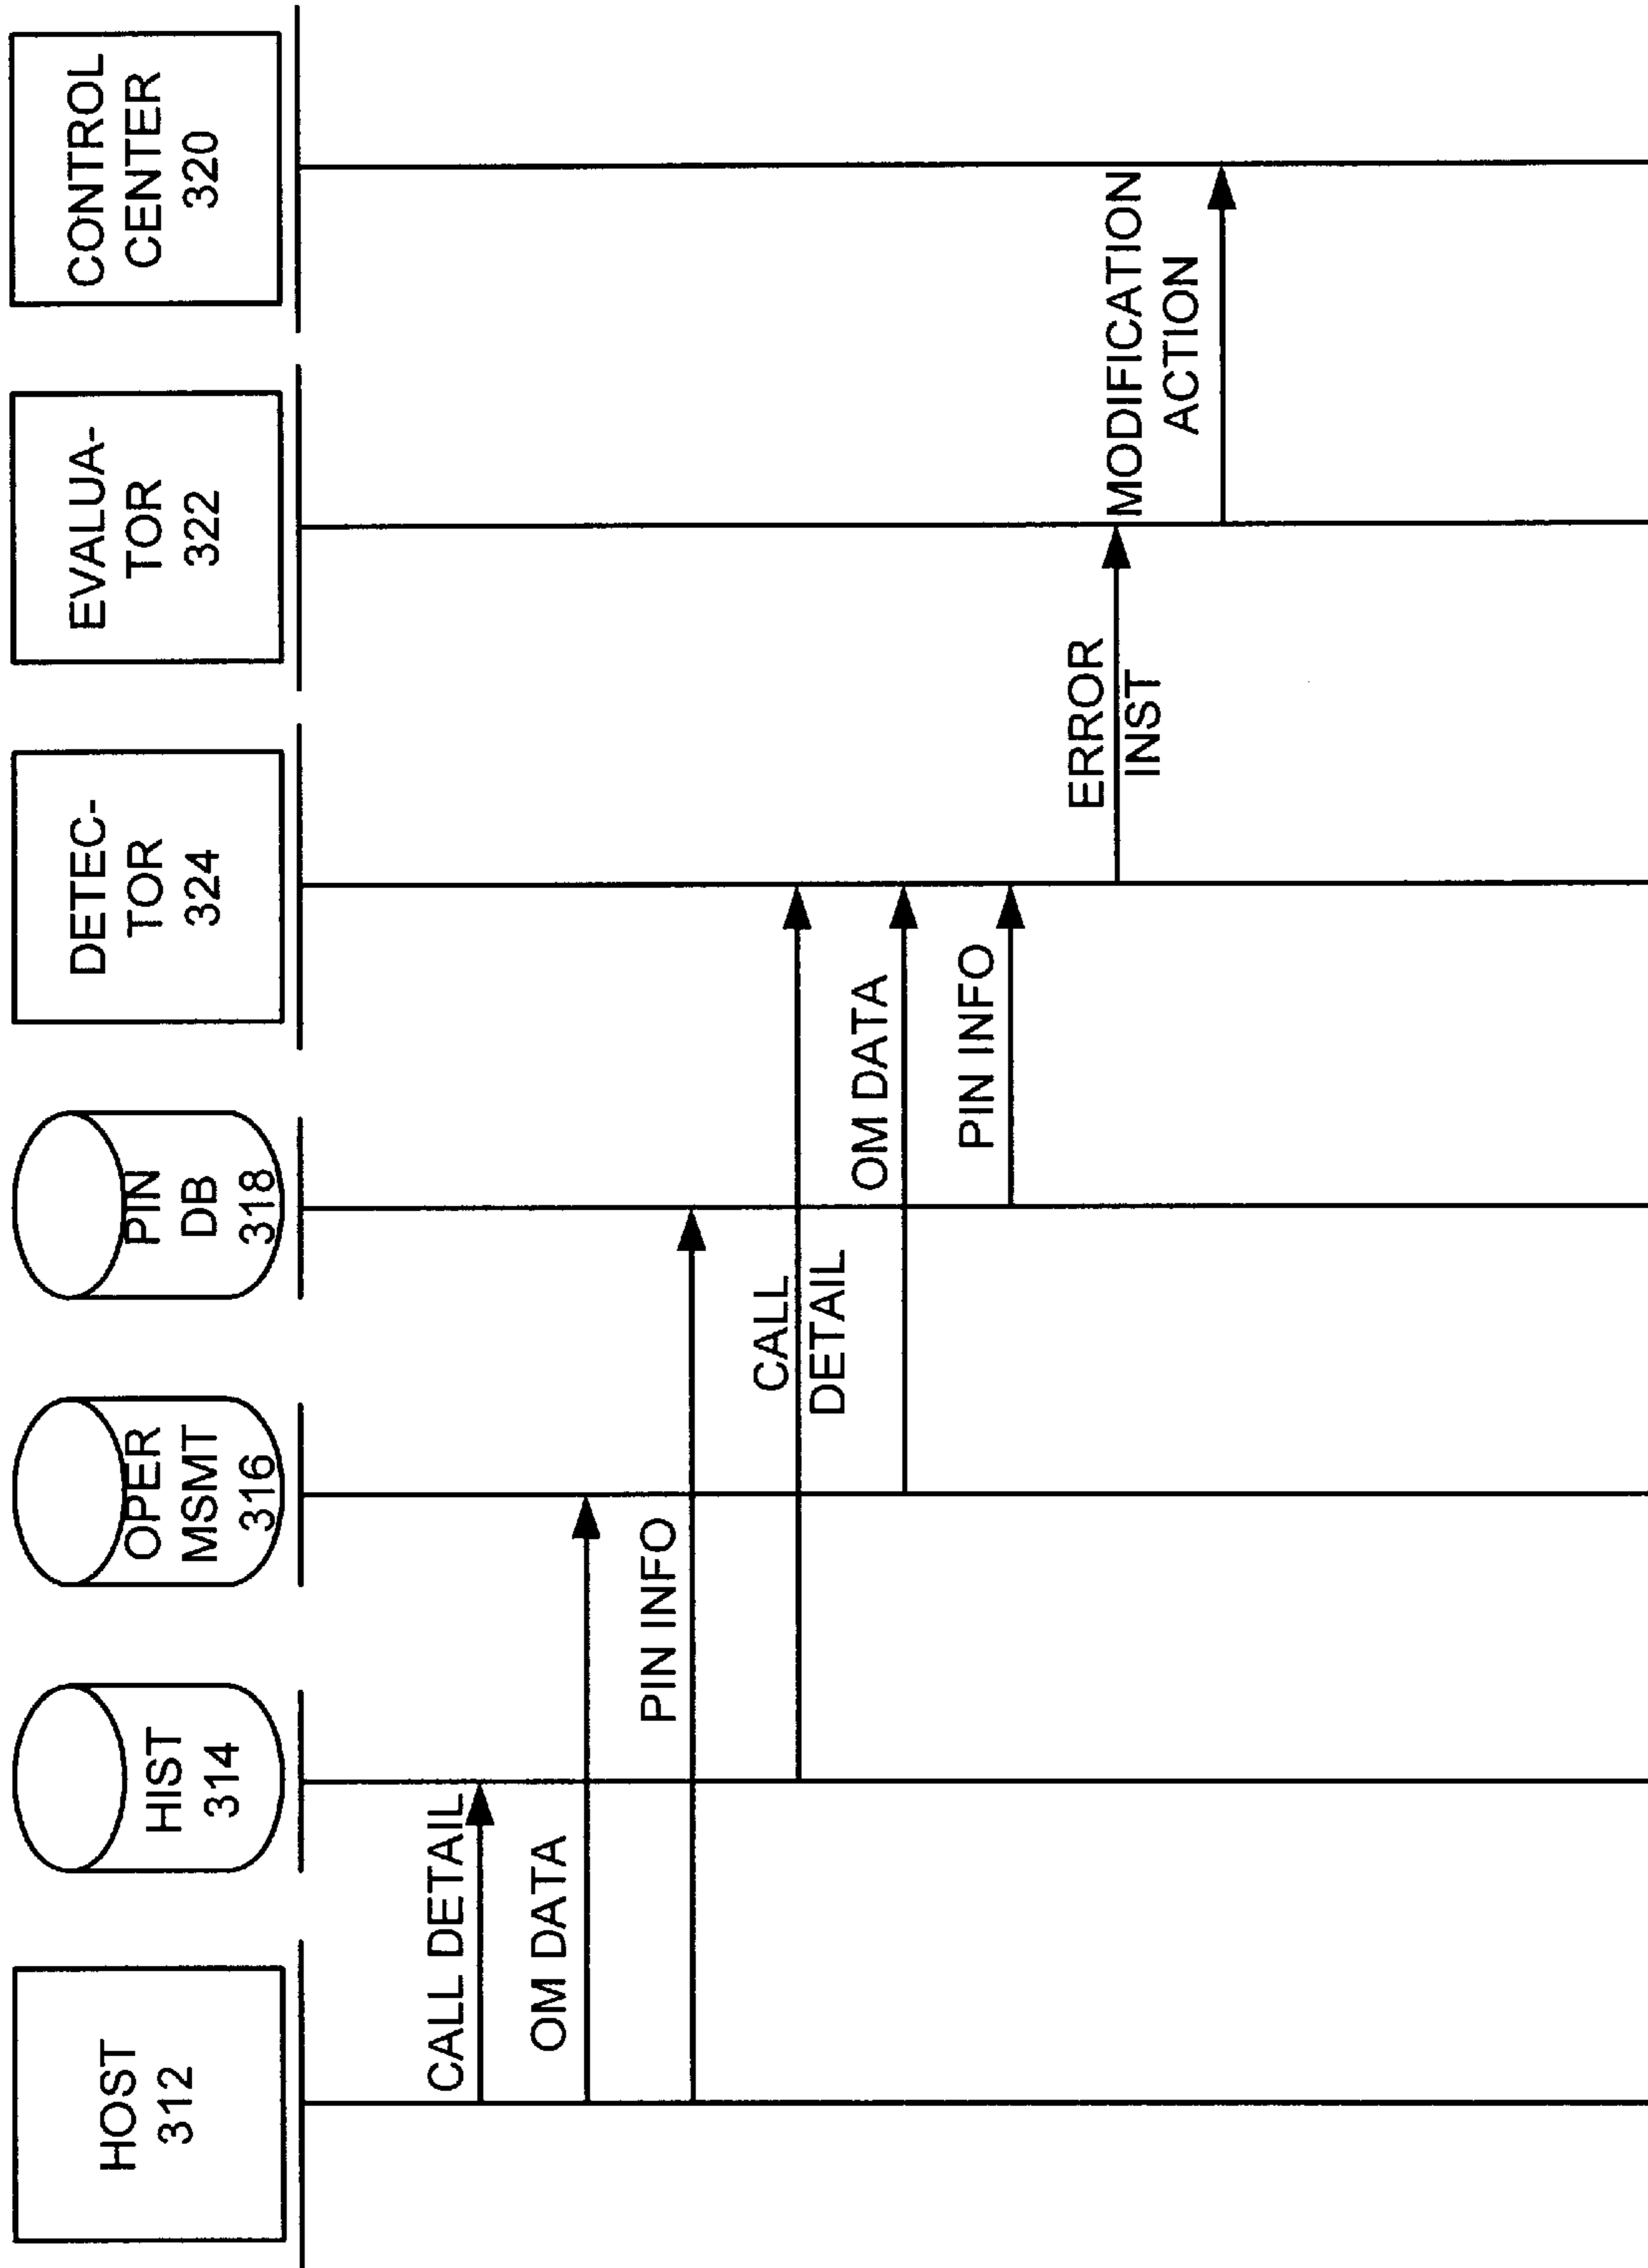 HOST
312
HIST
314
OPER
MSMT
316
PIN
DB
318
DETEC-
TOR
324
EVALUA-
TOR
322
CONTROL
CENTER
320
CALL DETAIL
OM DATA
PIN INFO
CALL
DETAIL
OM DATA
PIN INFO
ERROR
INST
MODIFICATION
ACTION